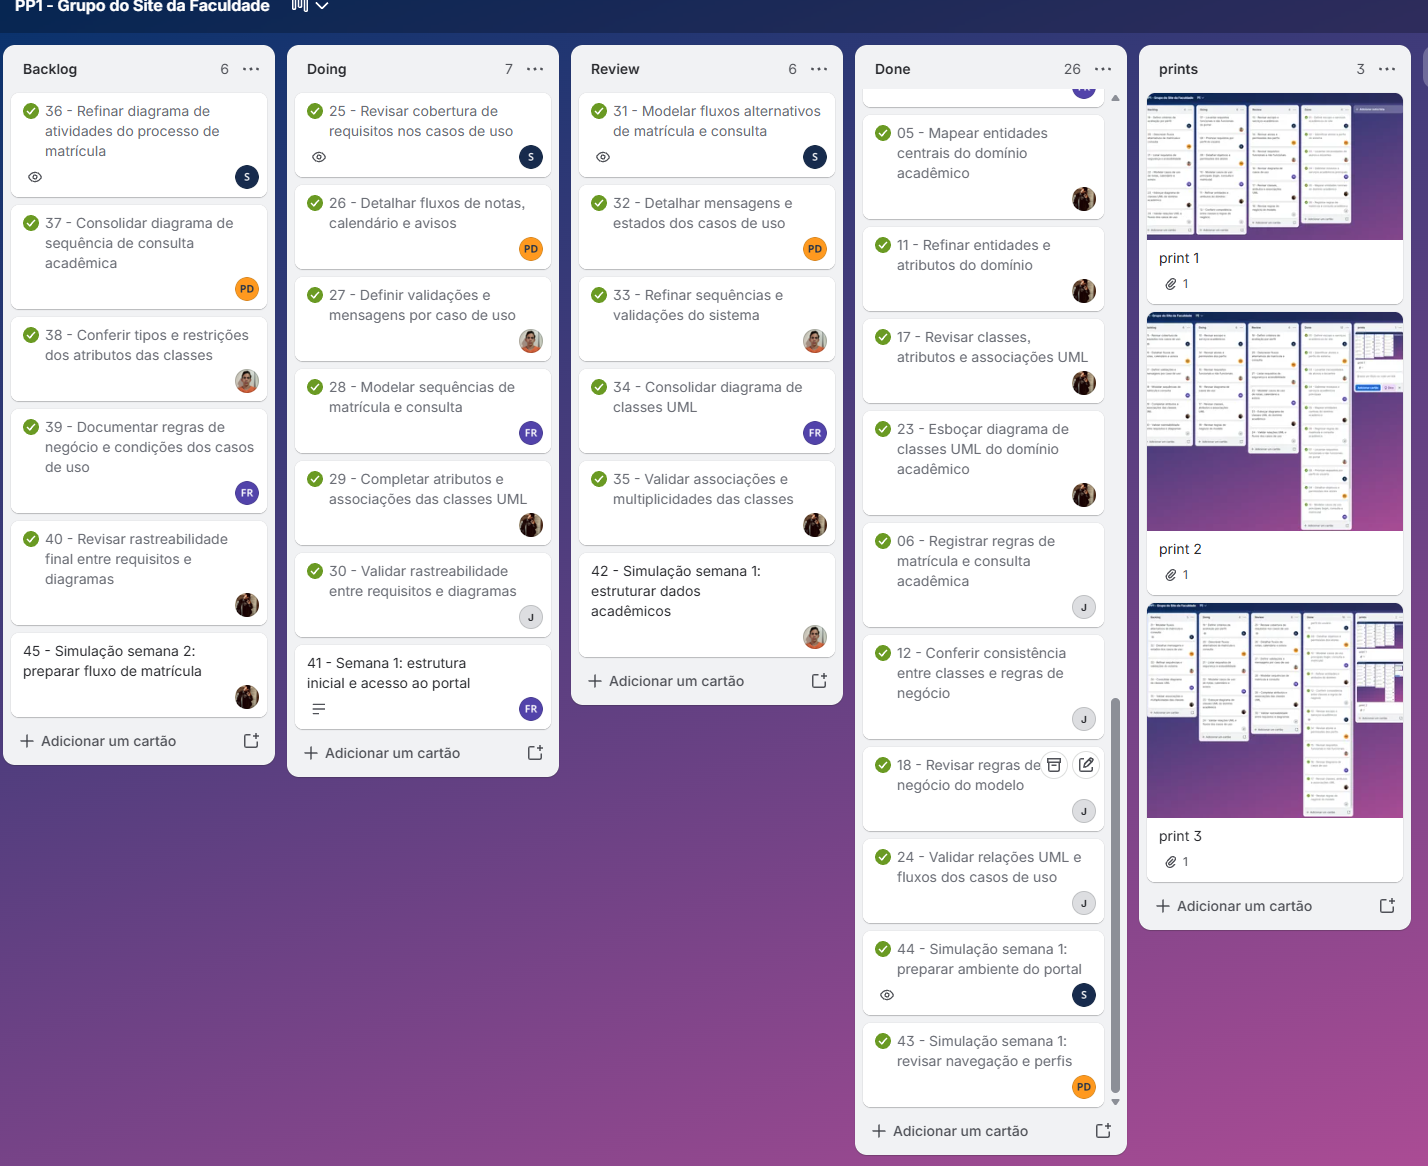 PP1 - Grupo do Site da Faculdade
Backlog 6
36 - Refinar diagrama de
atividades do processo de
matrícula
S
37 - Consolidar diagrama de
sequência de consulta
acadêmica
PD
38 - Conferir tipos e restrições
dos atributos das classes
39 - Documentar regras de
negócio e condições dos casos
de uso
FR
40 - Revisar rastreabilidade
final entre requisitos e
diagramas
45 - Simulação semana 2:
preparar fluxo de matrícula
Adicionar um cartão
Doing 7
25 - Revisar cobertura de
requisitos nos casos de uso
S
26 - Detalhar fluxos de notas,
calendário e avisos
PD
27 - Definir validações e
mensagens por caso de uso
28 - Modelar sequências de
matrícula e consulta
FR
29 - Completar atributos e
associações das classes UML
30 - Validar rastreabilidade
entre requisitos e diagramas
J
41 - Semana 1: estrutura
inicial e acesso ao portal
FR
Adicionar um cartão
Review 6
31 - Modelar fluxos alternativos
de matrícula e consulta
S
32 - Detalhar mensagens e
estados dos casos de uso
PD
33 - Refinar sequências e
validações do sistema
34 - Consolidar diagrama de
classes UML
FR
35 - Validar associações e
multiplicidades das classes
42 - Simulação semana 1:
estruturar dados
acadêmicos
Adicionar um cartão
Done 26
FR
05 - Mapear entidades
centrais do domínio
acadêmico
11 - Refinar entidades e
atributos do domínio
17 - Revisar classes,
atributos e associações UML
23 - Esboçar diagrama de
classes UML do domínio
acadêmico
06 - Registrar regras de
matrícula e consulta
acadêmica
J
12 - Conferir consistência
entre classes e regras de
negócio
J
18 - Revisar regras de
negócio do modelo
J
24 - Validar relações UML e
fluxos dos casos de uso
J
44 - Simulação semana 1:
preparar ambiente do portal
S
43 - Simulação semana 1:
revisar navegação e perfis
PD
Adicionar um cartão
prints 3
print 1
1
print 2
1
print 3
1
Adicionar um cartão